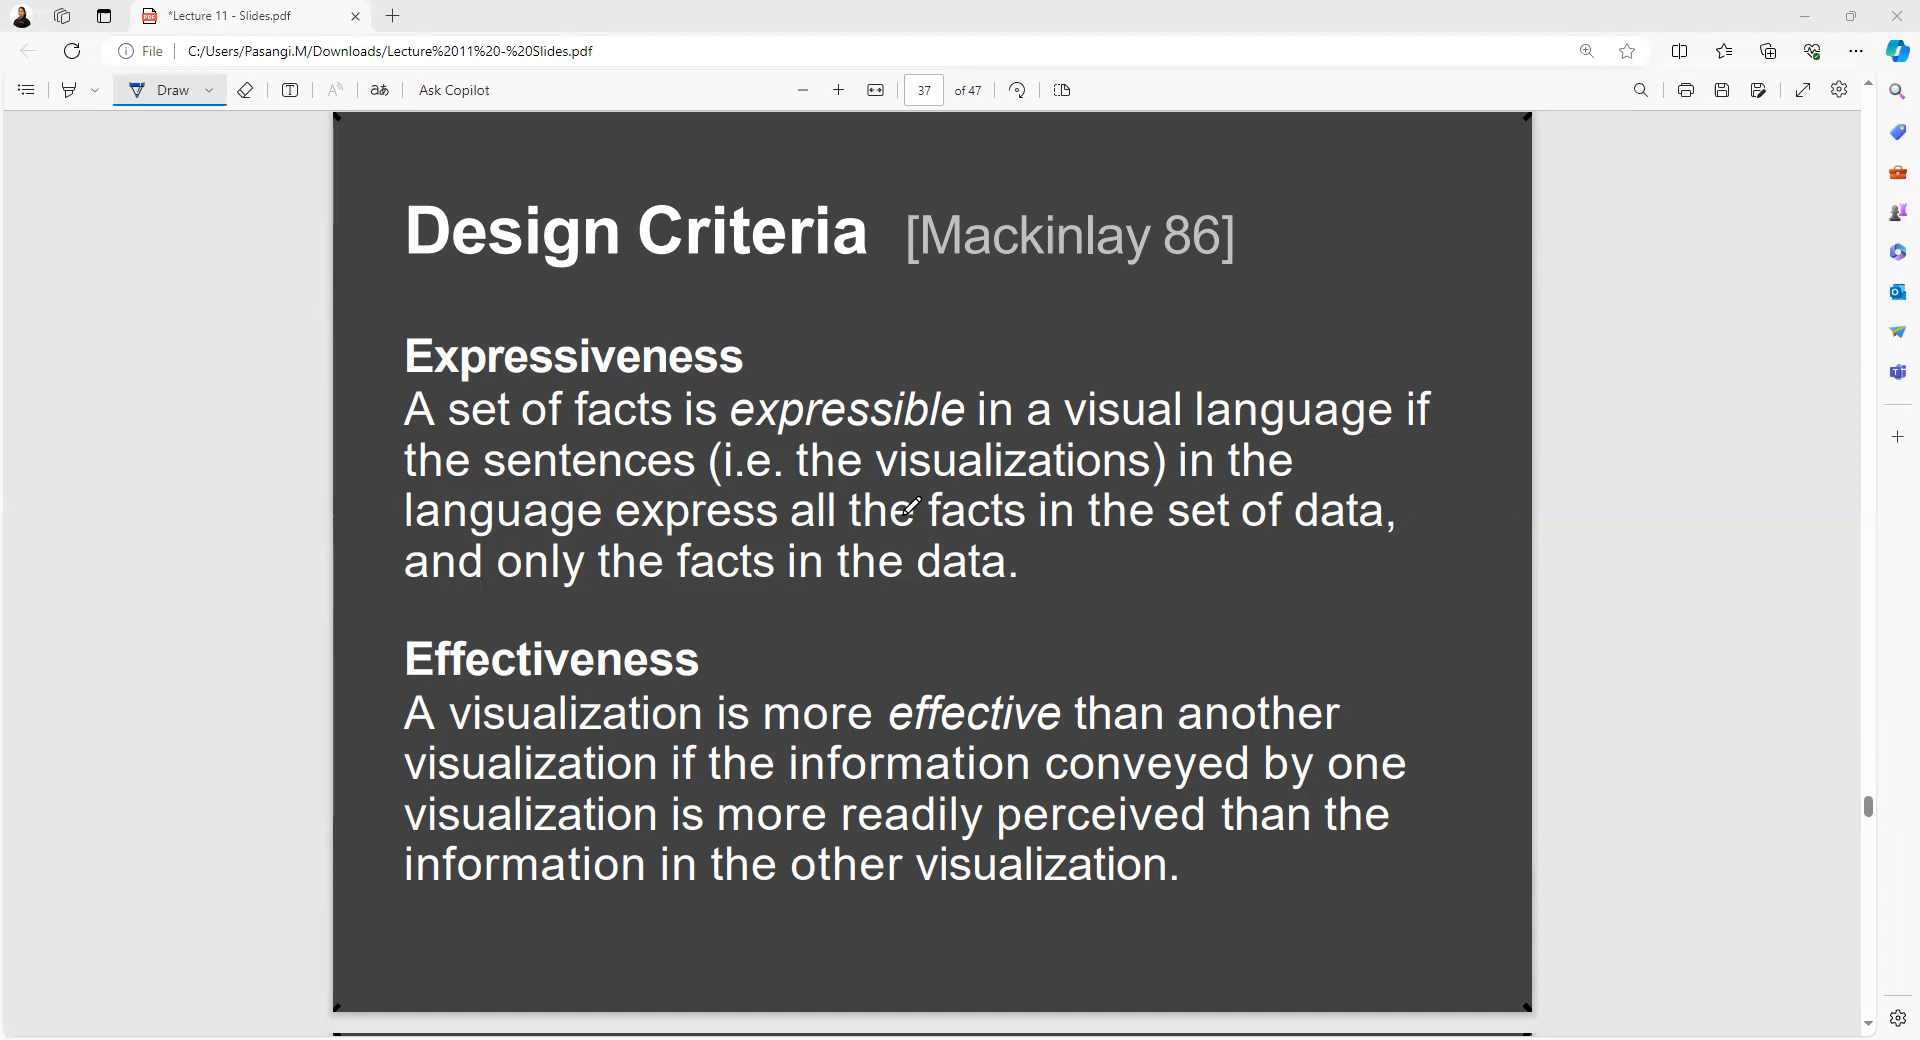 *Lecture 11 - Slides.pdf
File C:/Users/Pasangi.M/Downloads/Lecture%2011%20-%20Slides.pdf
Draw aあ Ask Copilot 37 of 47
Design Criteria [Mackinlay 86]
Expressiveness
A set of facts is expressible in a visual language if
the sentences (i.e. the visualizations) in the
language express all the facts in the set of data,
and only the facts in the data.
Effectiveness
A visualization is more effective than another
visualization if the information conveyed by one
visualization is more readily perceived than the
information in the other visualization.